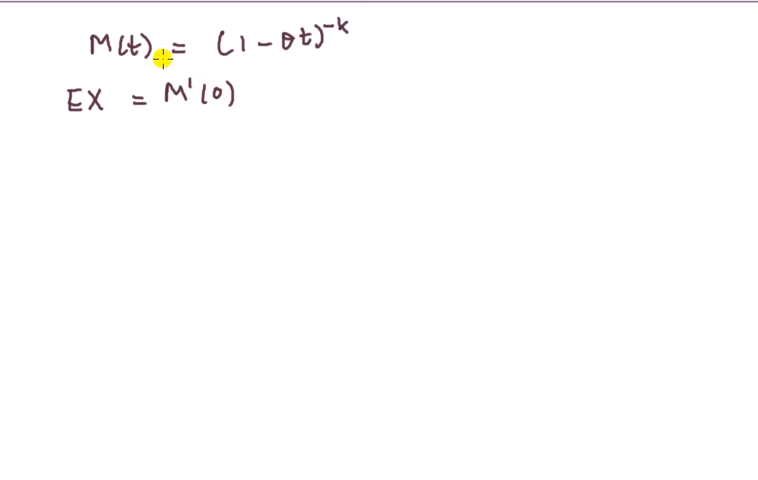 M(t) = (1 - θt)^{-k}
EX = M'(0)